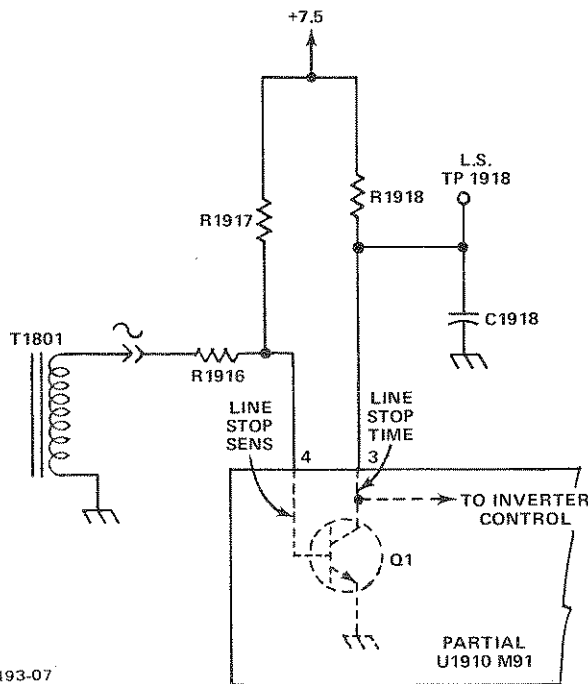 +7.5
L.S.
TP 1918
R1917
R1918
C1918
T1801
R1916
LINE
STOP
SENS
LINE
STOP
TIME
4
3
TO INVERTER
CONTROL
Q1
PARTIAL
U1910 M91
193-07